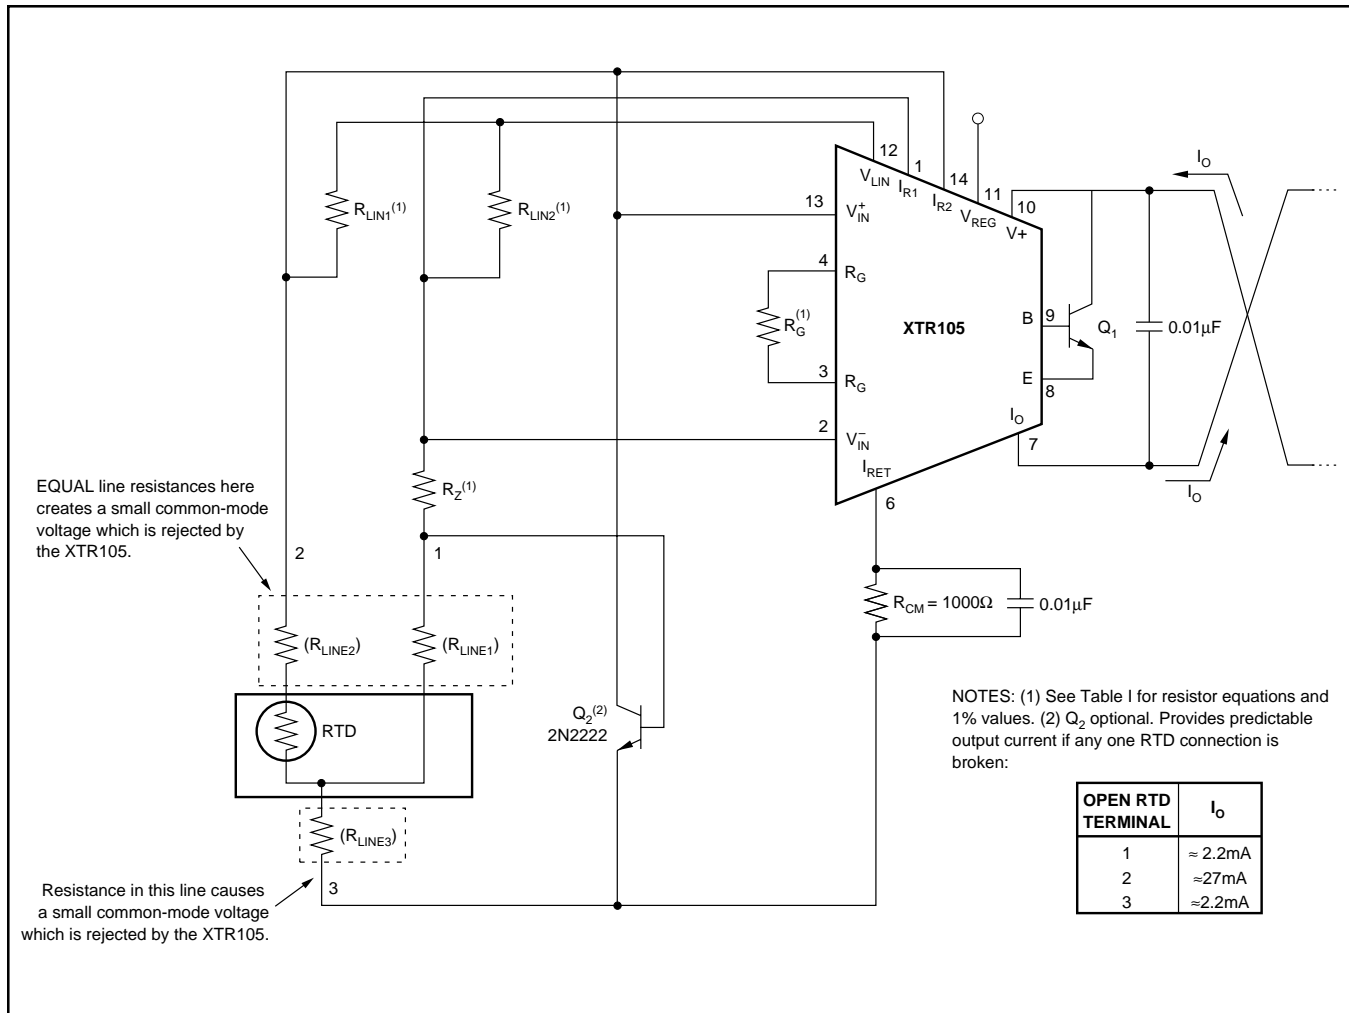 12
1
14
11
10
V_LIN
I_R1
I_R2
V_REG
V+
I_O
R_LIN1^(1)
R_LIN2^(1)
13
V_IN^+
4
R_G
R_G^(1)
XTR105
B
9
Q_1
0.01µF
3
R_G
E
8
I_O
2
V_IN^−
7
I_RET
I_O
6
EQUAL line resistances here
creates a small common-mode
voltage which is rejected by
the XTR105.
R_Z^(1)
2
1
R_CM = 1000Ω
0.01µF
(R_LINE2)
(R_LINE1)
RTD
Q_2^(2)
2N2222
(R_LINE3)
3
Resistance in this line causes
a small common-mode voltage
which is rejected by the XTR105.
NOTES: (1) See Table I for resistor equations and
1% values. (2) Q_2 optional. Provides predictable
output current if any one RTD connection is
broken:
OPEN RTD
TERMINAL
I_O
1 ≈ 2.2mA
2 ≈27mA
3 ≈2.2mA